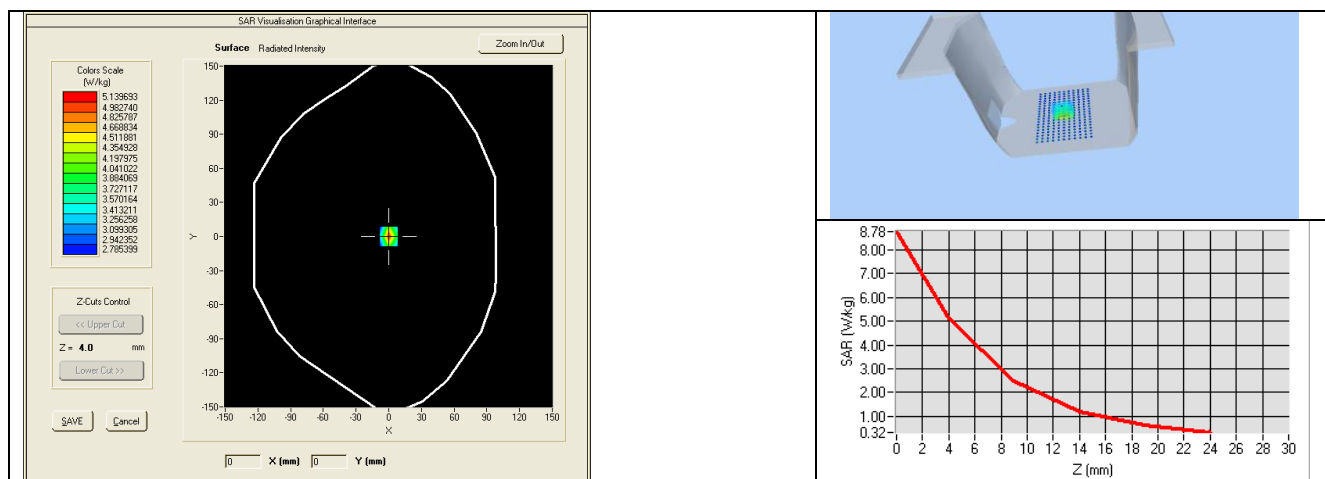 SAR Visualisation Graphical Interface
Surface Radiated Intensity
Zoom In/Out
Colors Scale
(W/kg)
5.139693
4.982740
4.825787
4.668834
4.511881
4.354928
4.197975
4.041022
3.884069
3.727117
3.570164
3.413211
3.256258
3.099305
2.942352
2.785399
Z-Cuts Control
<< Upper Cut
Z = 4.0 mm
Lower Cut >>
SAVE Cancel
150
120
90
60
30
0
-30
-60
-90
-120
-150
Y
-150 -120 -90 -60 -30 0 30 60 90 120 150
X
0 X (mm) 0 Y (mm)
8.78
8.00
7.00
6.00
5.00
4.00
3.00
2.00
1.00
0.32
SAR (W/kg)
0 2 4 6 8 10 12 14 16 18 20 22 24 26 28 30
Z (mm)